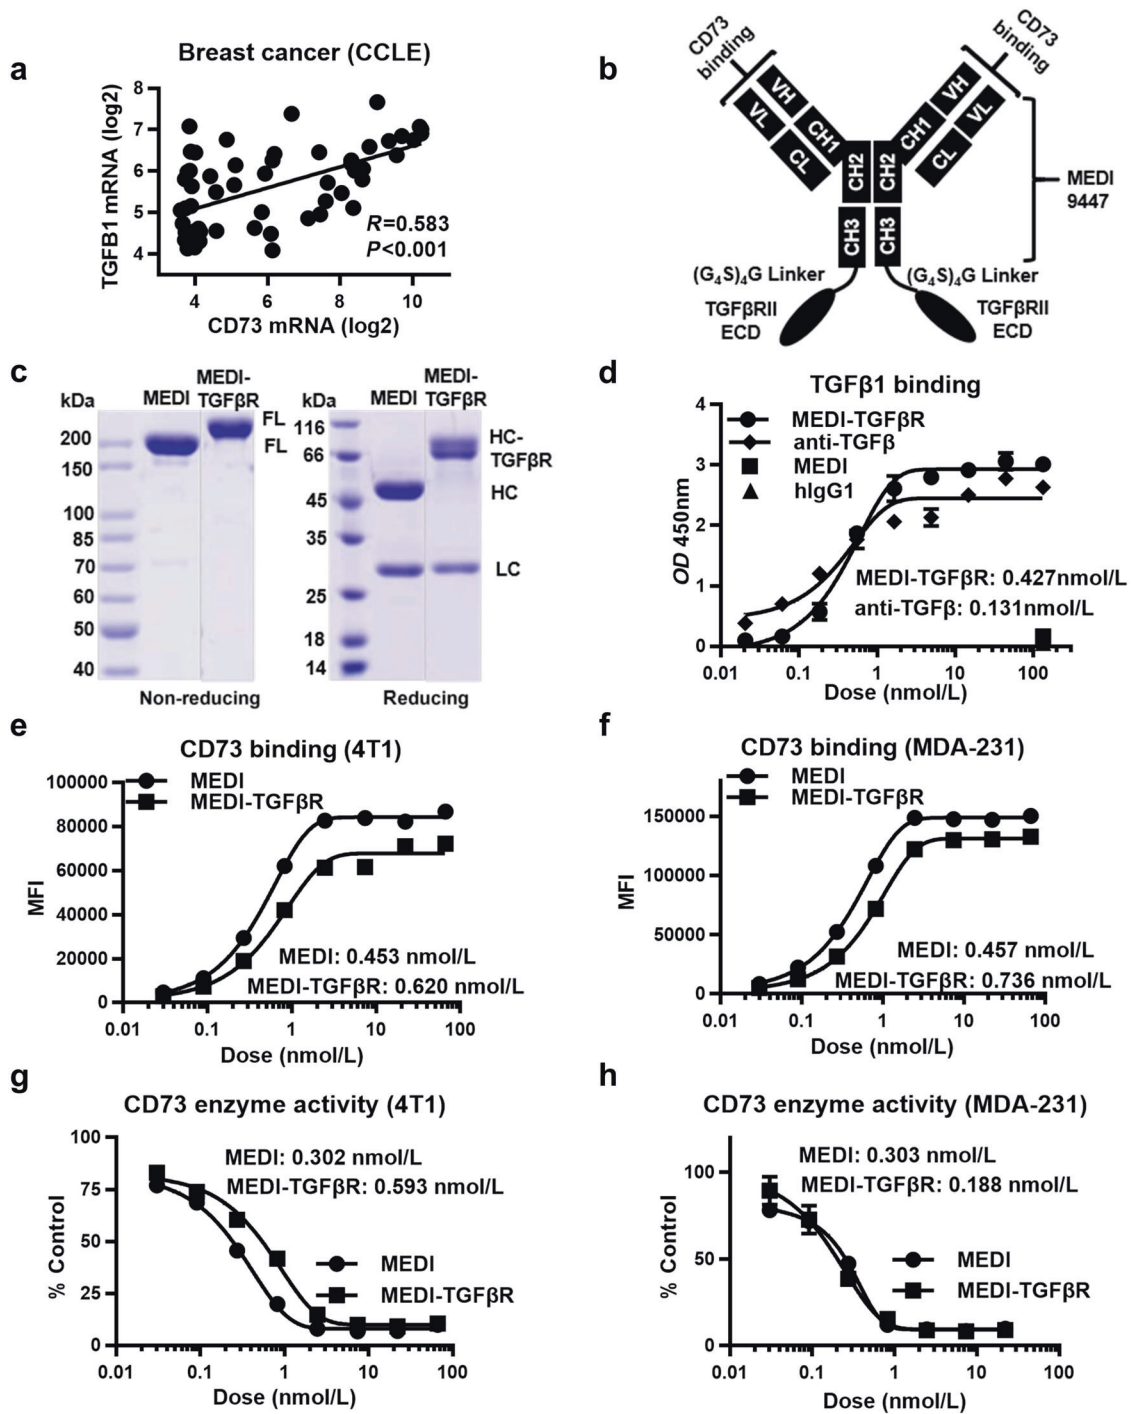 a
Breast cancer (CCLE)
TGFB1 mRNA (log2)
8
7
6
5
4
R=0.583
P<0.001
4
6
8
10
CD73 mRNA (log2)
b
CD73
binding
CD73
binding
VH
VL
CH1
CL
VH
VL
CH1
CL
CH2
CH2
CH3
CH3
MEDI
9447
(G₄S)₄G Linker
(G₄S)₄G Linker
TGFβRII
ECD
TGFβRII
ECD
c
kDa
MEDI
MEDI-
TGFβR
200
150
100
85
70
60
50
40
FL
FL
Non-reducing
kDa
MEDI
MEDI-
TGFβR
116
66
45
35
25
18
14
HC-
TGFβR
HC
LC
Reducing
d
TGFβ1 binding
MEDI-TGFβR
anti-TGFβ
MEDI
hIgG1
OD 450nm
4
3
2
1
0
MEDI-TGFβR: 0.427nmol/L
anti-TGFβ: 0.131nmol/L
0.01
0.1
1
10
100
Dose (nmol/L)
e
CD73 binding (4T1)
MEDI
MEDI-TGFβR
MFI
100000
80000
60000
40000
20000
0
MEDI: 0.453 nmol/L
MEDI-TGFβR: 0.620 nmol/L
0.01
0.1
1
10
100
Dose (nmol/L)
f
CD73 binding (MDA-231)
MEDI
MEDI-TGFβR
MFI
150000
100000
50000
0
MEDI: 0.457 nmol/L
MEDI-TGFβR: 0.736 nmol/L
0.01
0.1
1
10
100
Dose (nmol/L)
g
CD73 enzyme activity (4T1)
% Control
100
75
50
25
0
MEDI: 0.302 nmol/L
MEDI-TGFβR: 0.593 nmol/L
MEDI
MEDI-TGFβR
0.01
0.1
1
10
100
Dose (nmol/L)
h
CD73 enzyme activity (MDA-231)
% Control
100
50
0
MEDI: 0.303 nmol/L
MEDI-TGFβR: 0.188 nmol/L
MEDI
MEDI-TGFβR
0.01
0.1
1
10
100
Dose (nmol/L)